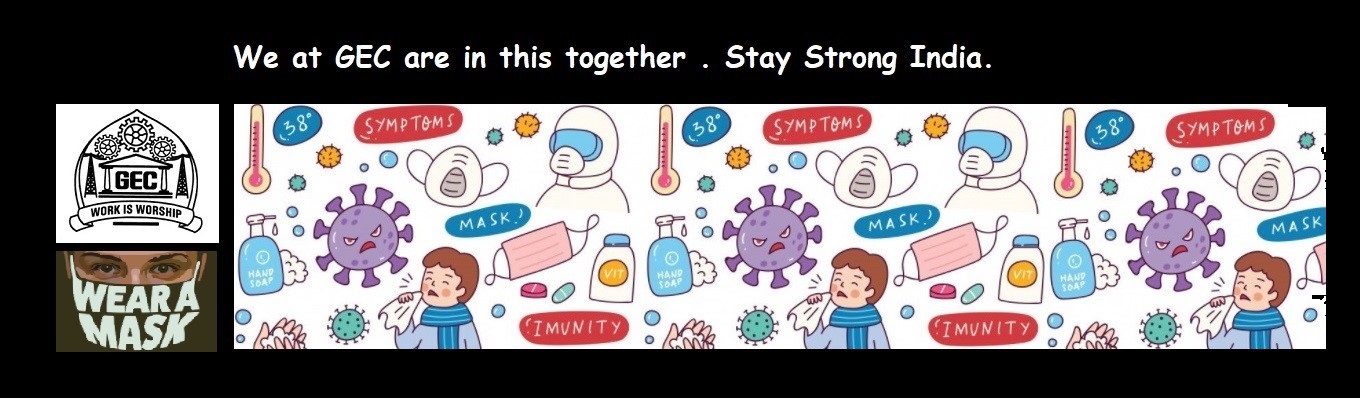 We at GEC are in this together . Stay Strong India.
GEC
WORK IS WORSHIP
WEAR A
MASK
38°
SYMPTOMS
38°
SYMPTOMS
38°
SYMPTOMS
MASK
MASK
MASK
HAND
SOAP
VIT
HAND
SOAP
VIT
HAND
SOAP
IMUNITY
IMUNITY